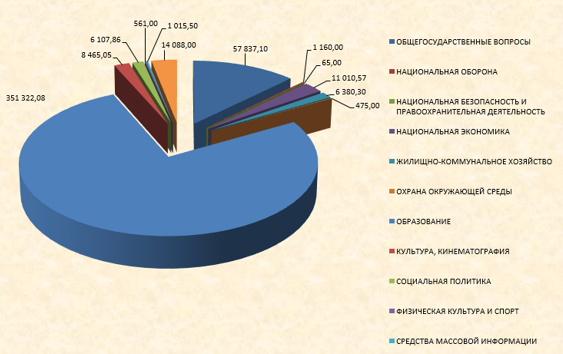 561,00
1 015,50
6 107,86
14 088,00
8 465,05
57 837,10
1 160,00
65,00
11 010,57
6 380,30
475,00
351 322,08
ОБЩЕГОСУДАРСТВЕННЫЕ ВОПРОСЫ
НАЦИОНАЛЬНАЯ ОБОРОНА
НАЦИОНАЛЬНАЯ БЕЗОПАСНОСТЬ И
ПРАВООХРАНИТЕЛЬНАЯ ДЕЯТЕЛЬНОСТЬ
НАЦИОНАЛЬНАЯ ЭКОНОМИКА
ЖИЛИЩНО-КОММУНАЛЬНОЕ ХОЗЯЙСТВО
ОХРАНА ОКРУЖАЮЩЕЙ СРЕДЫ
ОБРАЗОВАНИЕ
КУЛЬТУРА, КИНЕМАТОГРАФИЯ
СОЦИАЛЬНАЯ ПОЛИТИКА
ФИЗИЧЕСКАЯ КУЛЬТУРА И СПОРТ
СРЕДСТВА МАССОВОЙ ИНФОРМАЦИИ